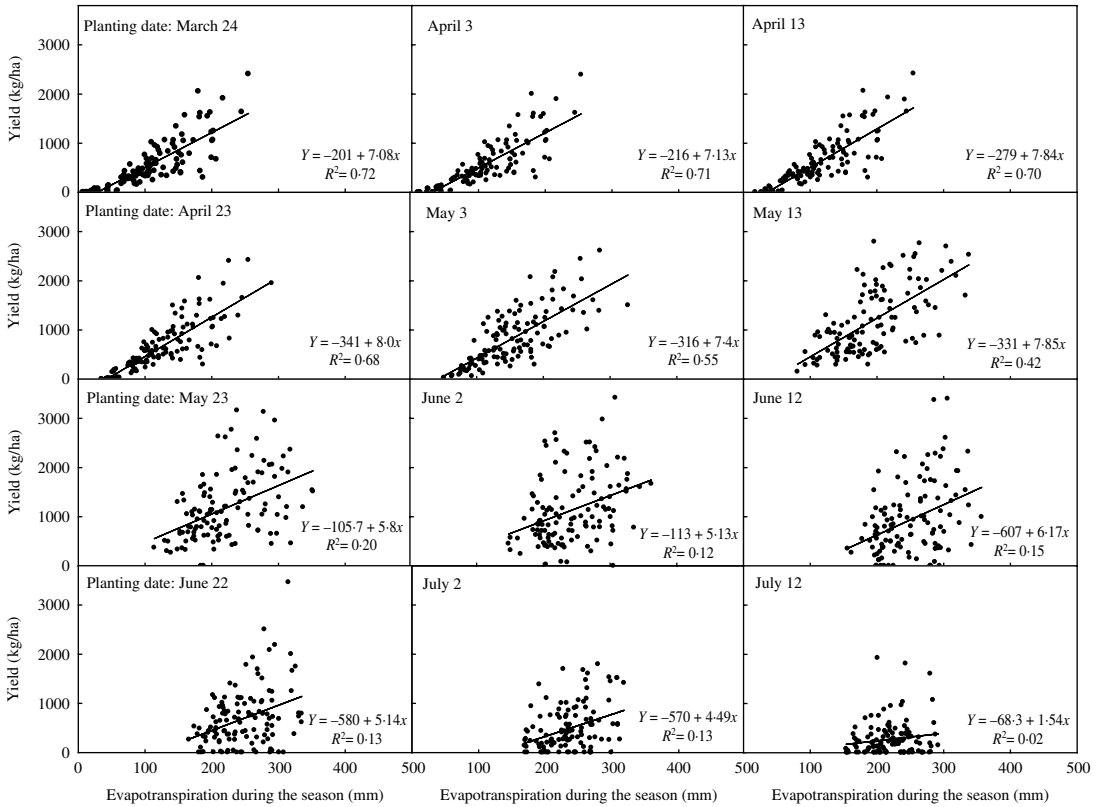 Planting date: March 24
April 3
April 13
Yield (kg/ha)
3000
2000
1000
0
Y = −201 + 7·08x
R²= 0·72
Y = −216 + 7·13x
R²= 0·71
Y = −279 + 7·84x
R² = 0·70
Planting date: April 23
May 3
May 13
Yield (kg/ha)
3000
2000
1000
0
Y = −341 + 8·0x
R²= 0·68
Y = −316 + 7·4x
R²= 0·55
Y = −331 + 7·85x
R² = 0·42
Planting date: May 23
June 2
June 12
Yield (kg/ha)
3000
2000
1000
0
Y = −105·7 + 5·8x
R²= 0·20
Y = −113 + 5·13x
R²= 0·12
Y = −607 + 6·17x
R² = 0·15
Planting date: June 22
July 2
July 12
Yield (kg/ha)
3000
2000
1000
0
Y = −580 + 5·14x
R²= 0·13
Y = −570 + 4·49x
R² = 0·13
Y = −68·3 + 1·54x
R² = 0·02
0 100 200 300 400 500 100 200 300 400 500 100 200 300 400 500
Evapotranspiration during the season (mm) Evapotranspiration during the season (mm) Evapotranspiration during the season (mm)